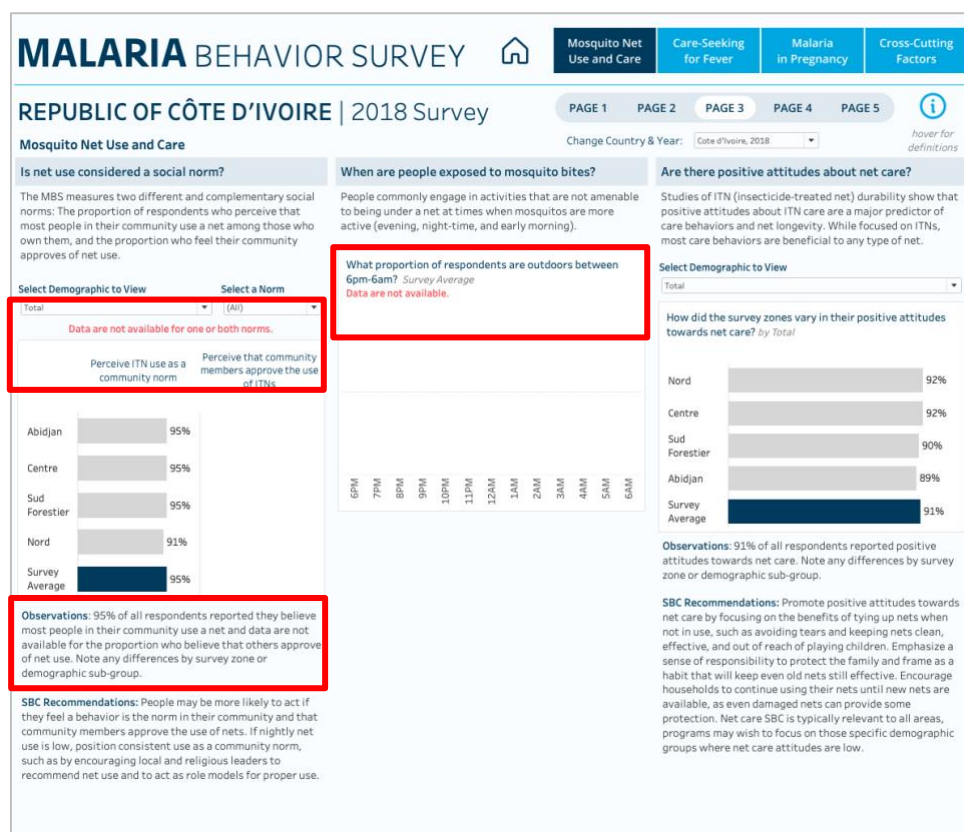 MALARIA BEHAVIOR SURVEY
Mosquito Net
Use and Care
Care-Seeking
for Fever
Malaria
in Pregnancy
Cross-Cutting
Factors
REPUBLIC OF CÔTE D'IVOIRE | 2018 Survey
PAGE 1 PAGE 2 PAGE 3 PAGE 4 PAGE 5
Change Country & Year: Cote d'Ivoire, 2018
hover for
definitions
Mosquito Net Use and Care
Is net use considered a social norm?
The MBS measures two different and complementary social
norms: The proportion of respondents who perceive that
most people in their community use a net among those who
own them, and the proportion who feel their community
approves of net use.
Select Demographic to View Select a Norm
Total (All)
Data are not available for one or both norms.
Perceive ITN use as a
community norm
Perceive that community
members approve the use
of ITNs
Abidjan 95%
Centre 95%
Sud
Forestier 95%
Nord 91%
Survey
Average 95%
Observations: 95% of all respondents reported they believe
most people in their community use a net and data are not
available for the proportion who believe that others approve
of net use. Note any differences by survey zone or
demographic sub-group.
SBC Recommendations: People may be more likely to act if
they feel a behavior is the norm in their community and that
community members approve the use of nets. If nightly net
use is low, position consistent use as a community norm,
such as by encouraging local and religious leaders to
recommend net use and to act as role models for proper use.
When are people exposed to mosquito bites?
People commonly engage in activities that are not amenable
to being under a net at times when mosquitos are more
active (evening, night-time, and early morning).
What proportion of respondents are outdoors between
6pm-6am? Survey Average
Data are not available.
6PM 7PM 8PM 9PM 10PM 11PM 12AM 1AM 2AM 3AM 4AM 5AM 6AM
Are there positive attitudes about net care?
Studies of ITN (insecticide-treated net) durability show that
positive attitudes about ITN care are a major predictor of
care behaviors and net longevity. While focused on ITNs,
most care behaviors are beneficial to any type of net.
Select Demographic to View
Total
How did the survey zones vary in their positive attitudes
towards net care? by Total
Nord 92%
Centre 92%
Sud
Forestier 90%
Abidjan 89%
Survey
Average 91%
Observations: 91% of all respondents reported positive
attitudes towards net care. Note any differences by survey
zone or demographic sub-group.
SBC Recommendations: Promote positive attitudes towards
net care by focusing on the benefits of tying up nets when
not in use, such as avoiding tears and keeping nets clean,
effective, and out of reach of playing children. Emphasize a
sense of responsibility to protect the family and frame as a
habit that will keep even old nets still effective. Encourage
households to continue using their nets until new nets are
available, as even damaged nets can provide some
protection. Net care SBC is typically relevant to all areas,
programs may wish to focus on those specific demographic
groups where net care attitudes are low.